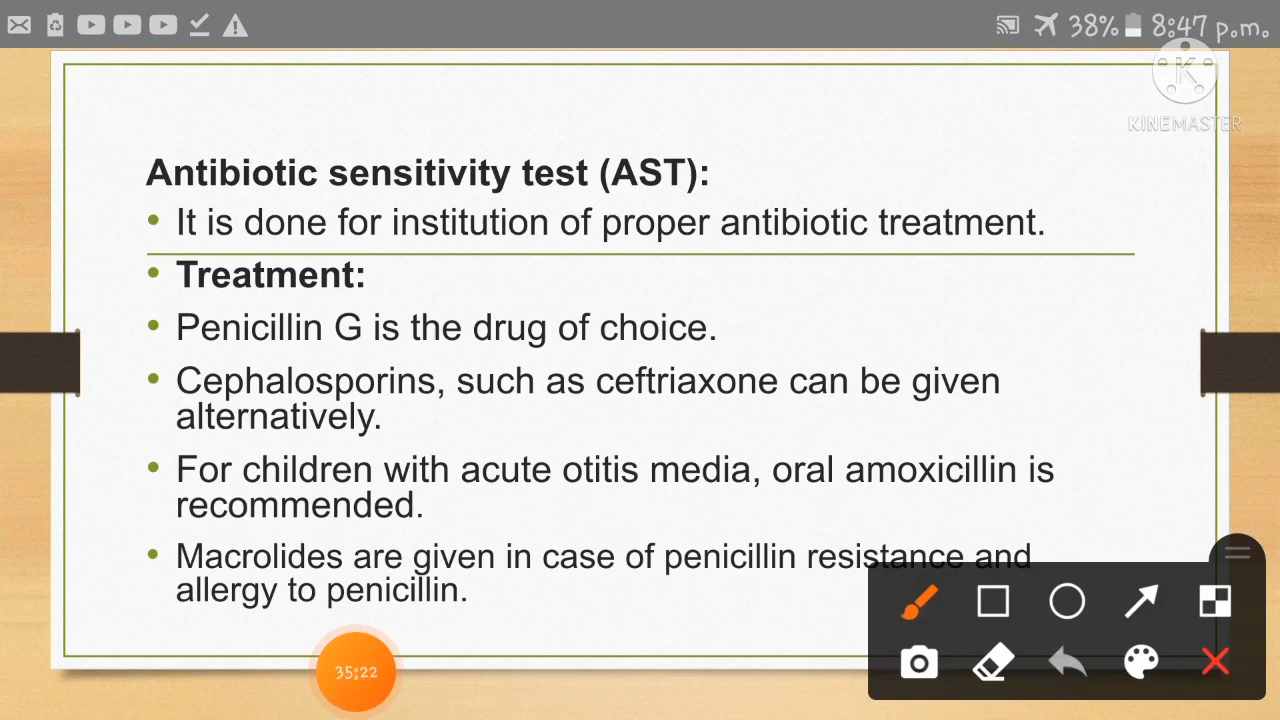 38% 8:47 p.m.
KINEMASTER
Antibiotic sensitivity test (AST):
• It is done for institution of proper antibiotic treatment.
• Treatment:
• Penicillin G is the drug of choice.
• Cephalosporins, such as ceftriaxone can be given
alternatively.
• For children with acute otitis media, oral amoxicillin is
recommended.
• Macrolides are given in case of penicillin resistance and
allergy to penicillin.
35:22